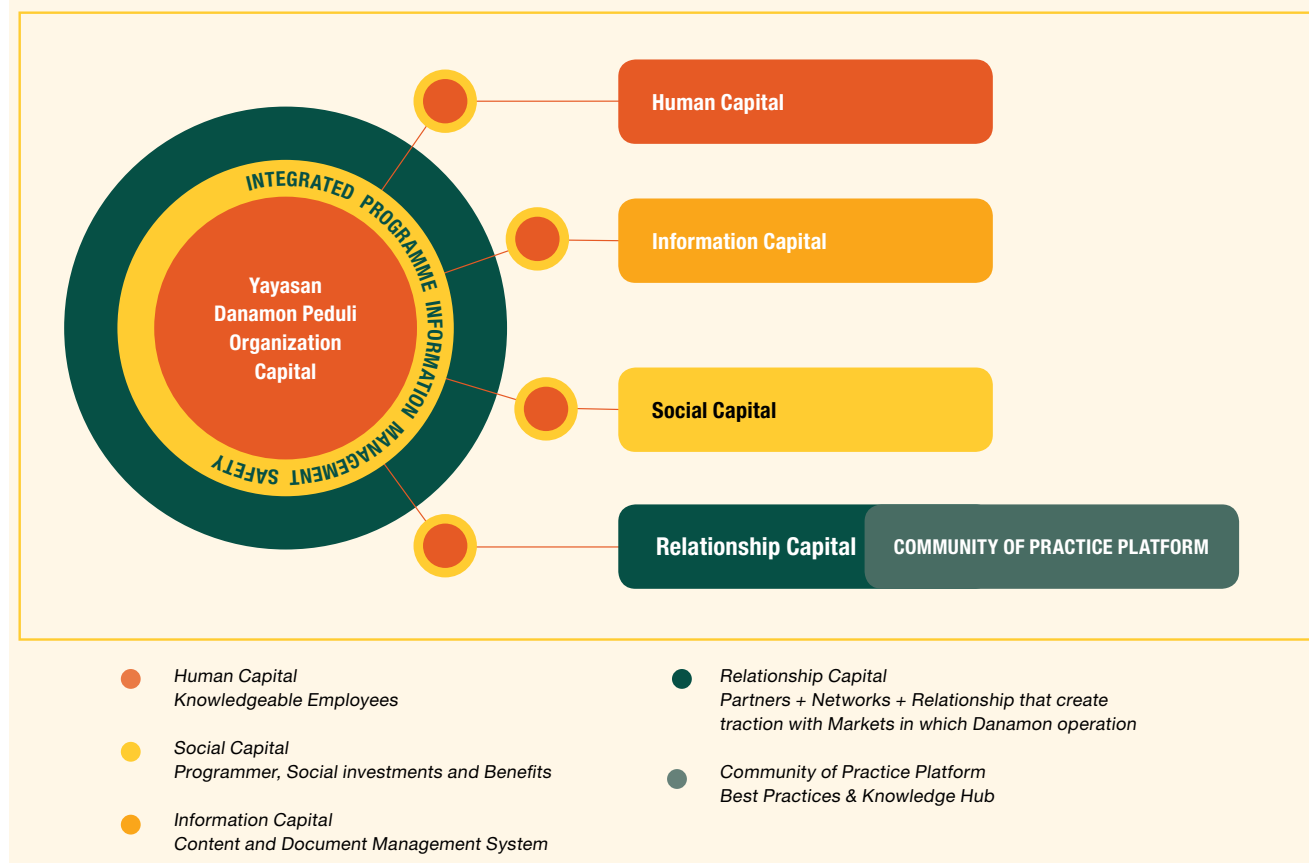 INTEGRATED PROGRAMME INFORMATION MANAGEMENT SAFETY
Yayasan
Danamon Peduli
Organization
Capital
Human Capital
Information Capital
Social Capital
Relationship Capital
COMMUNITY OF PRACTICE PLATFORM
Human Capital
Knowledgeable Employees
Social Capital
Programmer, Social investments and Benefits
Information Capital
Content and Document Management System
Relationship Capital
Partners + Networks + Relationship that create
traction with Markets in which Danamon operation
Community of Practice Platform
Best Practices & Knowledge Hub